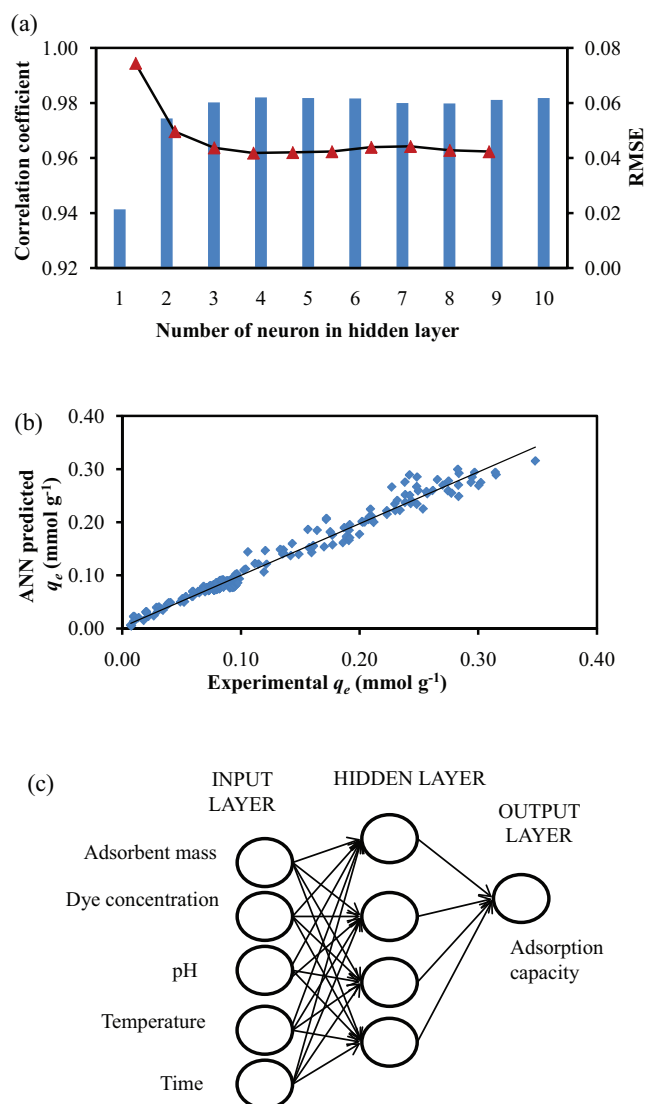 (a)
1.00
0.98
0.96
0.94
0.92
Correlation coefficient
0.08
0.06
0.04
0.02
0.00
RMSE
1 2 3 4 5 6 7 8 9 10
Number of neuron in hidden layer
(b)
0.40
0.30
0.20
0.10
0.00
ANN predicted
qe (mmol g-1)
0.00 0.10 0.20 0.30 0.40
Experimental qe (mmol g-1)
(c)
INPUT
LAYER
HIDDEN LAYER
OUTPUT
LAYER
Adsorbent mass
Dye concentration
pH
Temperature
Time
Adsorption
capacity